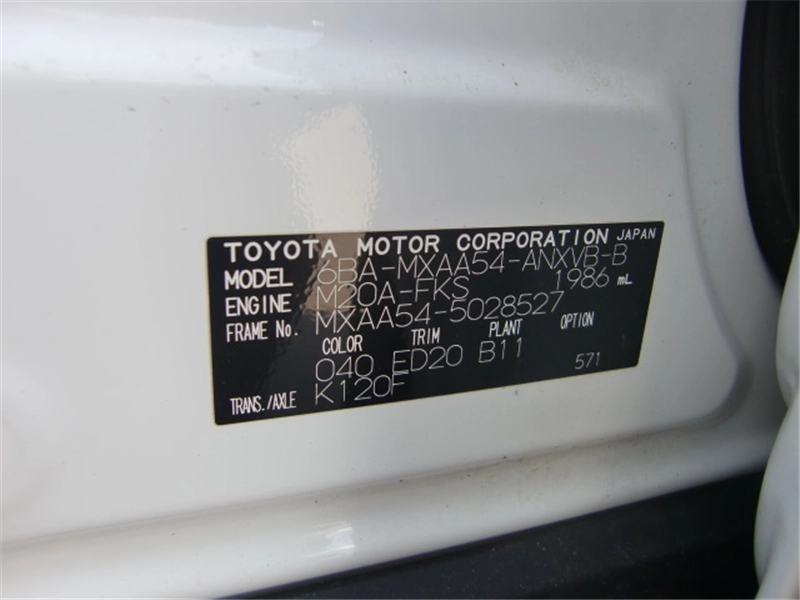 TOYOTA MOTOR CORPORATION JAPAN
MODEL 6BA-MXAA54-ANXVB-B
ENGINE M20A-FKS 1986 mL
FRAME No. MXAA54-5028527
COLOR TRIM PLANT OPTION
040 ED20 B11 571
TRANS./AXLE K120F